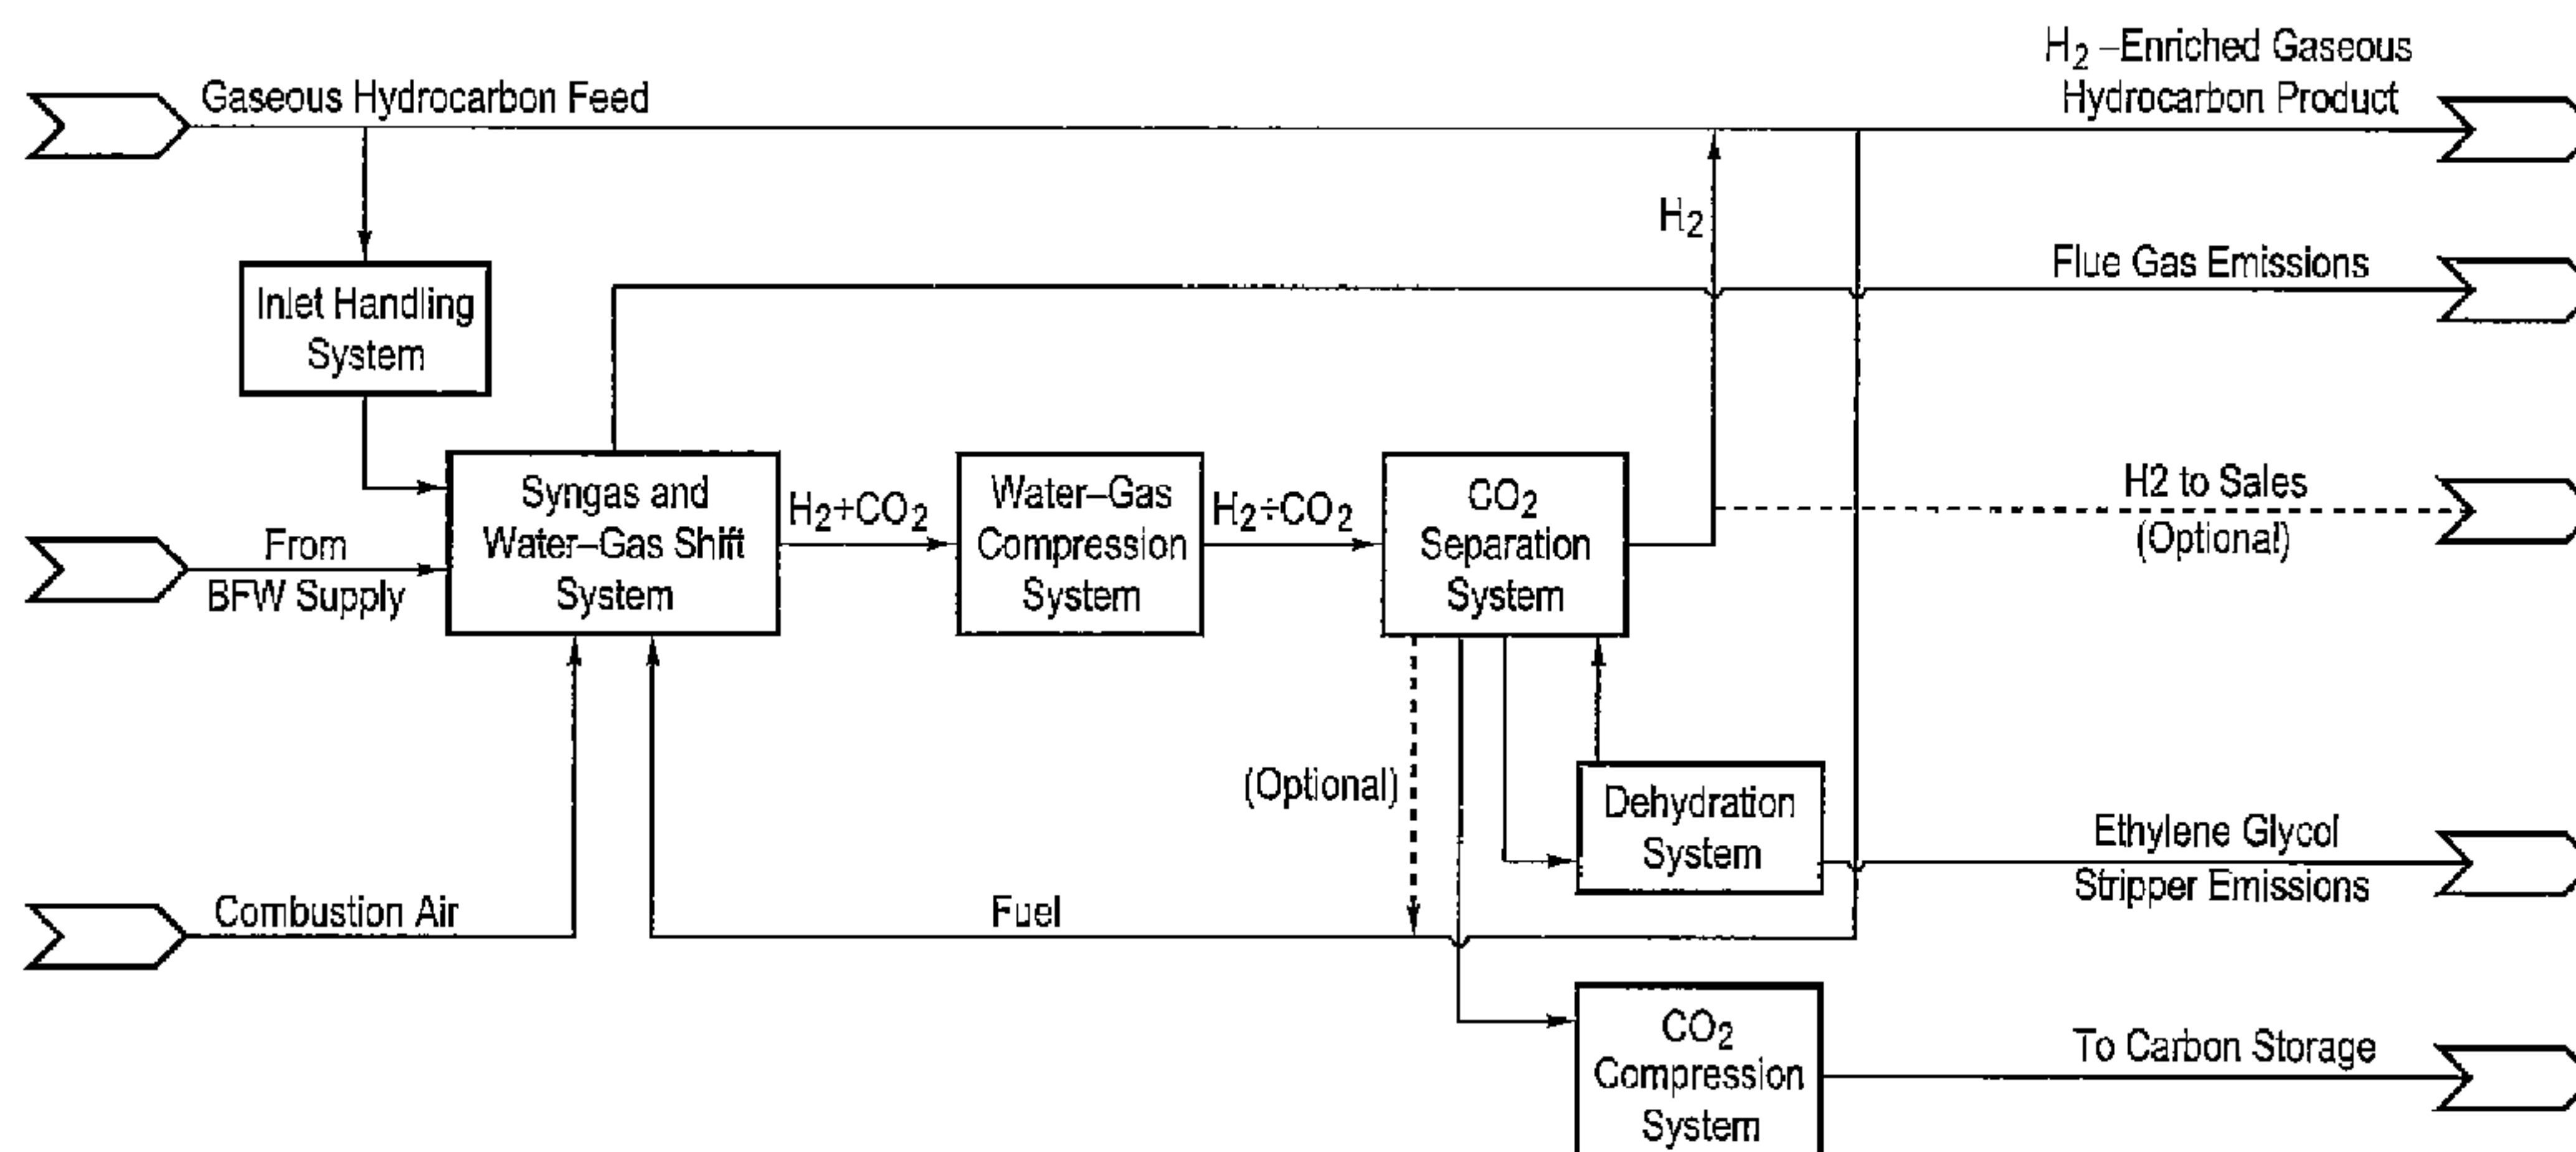 H₂ –Enriched Gaseous
Hydrocarbon Product
Gaseous Hydrocarbon Feed
H₂
Flue Gas Emissions
Inlet Handling
System
Syngas and
Water–Gas Shift
System
H₂+CO₂
Water–Gas
Compression
System
H₂+CO₂
CO₂
Separation
System
H2 to Sales
(Optional)
From
BFW Supply
(Optional)
Dehydration
System
Ethylene Glycol
Stripper Emissions
Combustion Air
Fuel
CO₂
Compression
System
To Carbon Storage